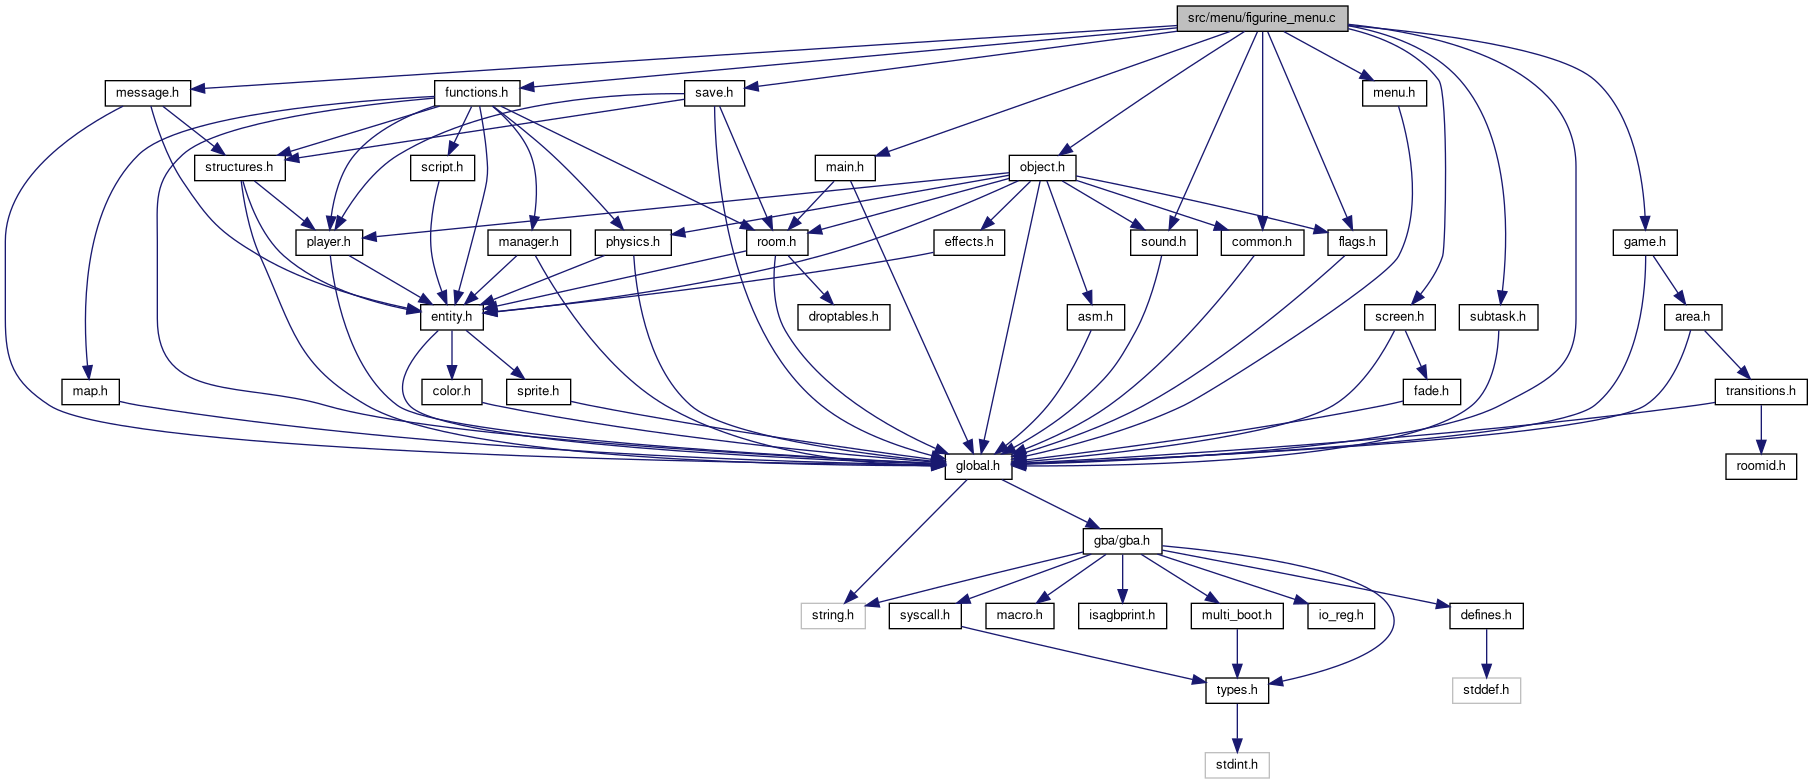 src/menu/figurine_menu.c
message.h
functions.h
save.h
menu.h
structures.h
script.h
main.h
object.h
player.h
manager.h
physics.h
room.h
effects.h
sound.h
common.h
flags.h
game.h
entity.h
droptables.h
asm.h
screen.h
subtask.h
area.h
map.h
color.h
sprite.h
fade.h
transitions.h
global.h
roomid.h
gba/gba.h
string.h
syscall.h
macro.h
isagbprint.h
multi_boot.h
io_reg.h
defines.h
types.h
stddef.h
stdint.h